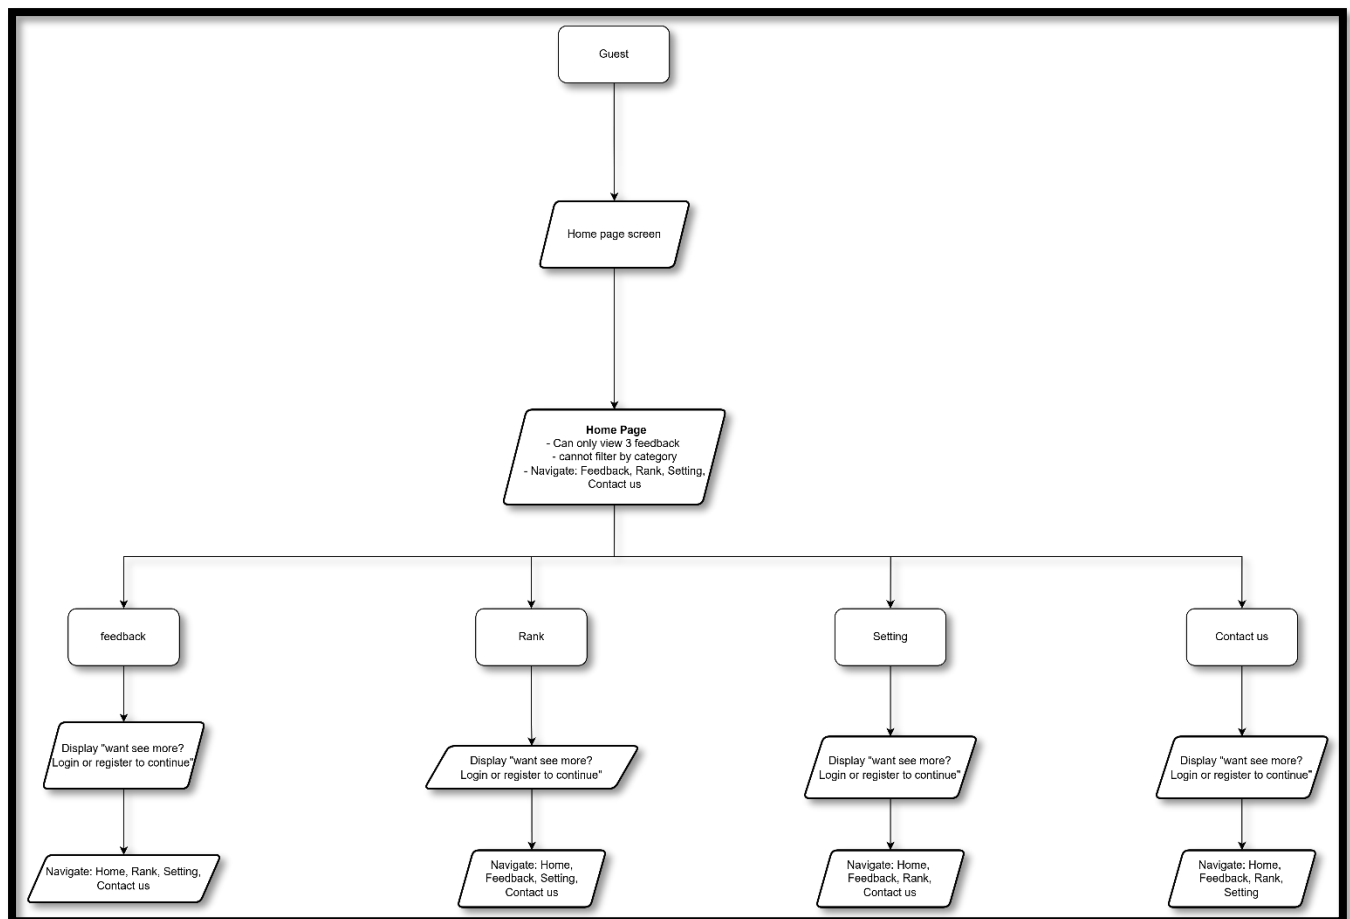 Guest
Home page screen
Home Page
- Can only view 3 feedback
- cannot filter by category
- Navigate: Feedback, Rank, Setting,
Contact us
feedback
Rank
Setting
Contact us
Display "want see more?
Login or register to continue"
Display "want see more?
Login or register to continue"
Display "want see more?
Login or register to continue"
Display "want see more?
Login or register to continue"
Navigate: Home, Rank, Setting,
Contact us
Navigate: Home,
Feedback, Setting,
Contact us
Navigate: Home,
Feedback, Rank,
Contact us
Navigate: Home,
Feedback, Rank,
Setting